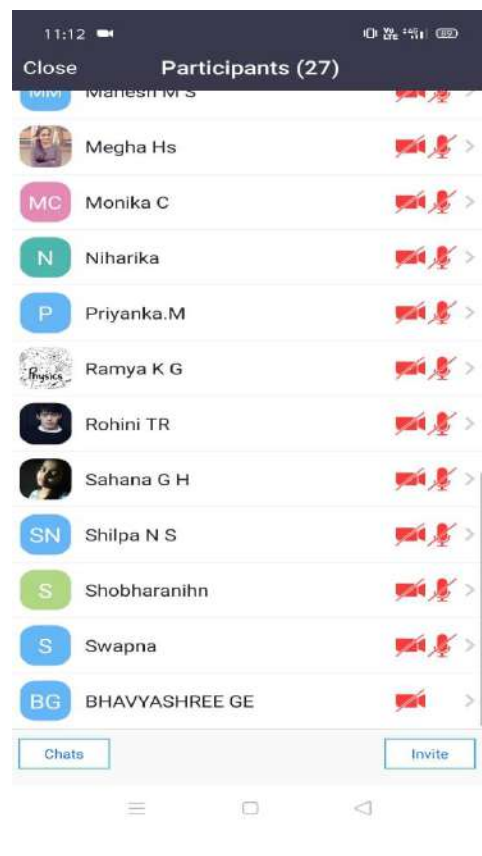 11:12
Close Participants (27)
MM Mahesh M S
Megha Hs
MC Monika C
N Niharika
P Priyanka.M
Physics Ramya K G
Rohini TR
Sahana G H
SN Shilpa N S
S Shobharanihn
S Swapna
BG BHAVYASHREE GE
Chats Invite